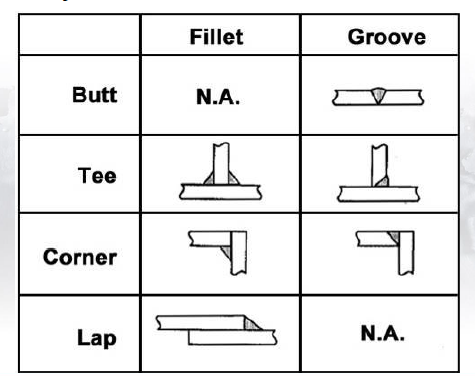 Fillet Groove
Butt N.A.
Tee
Corner
Lap N.A.